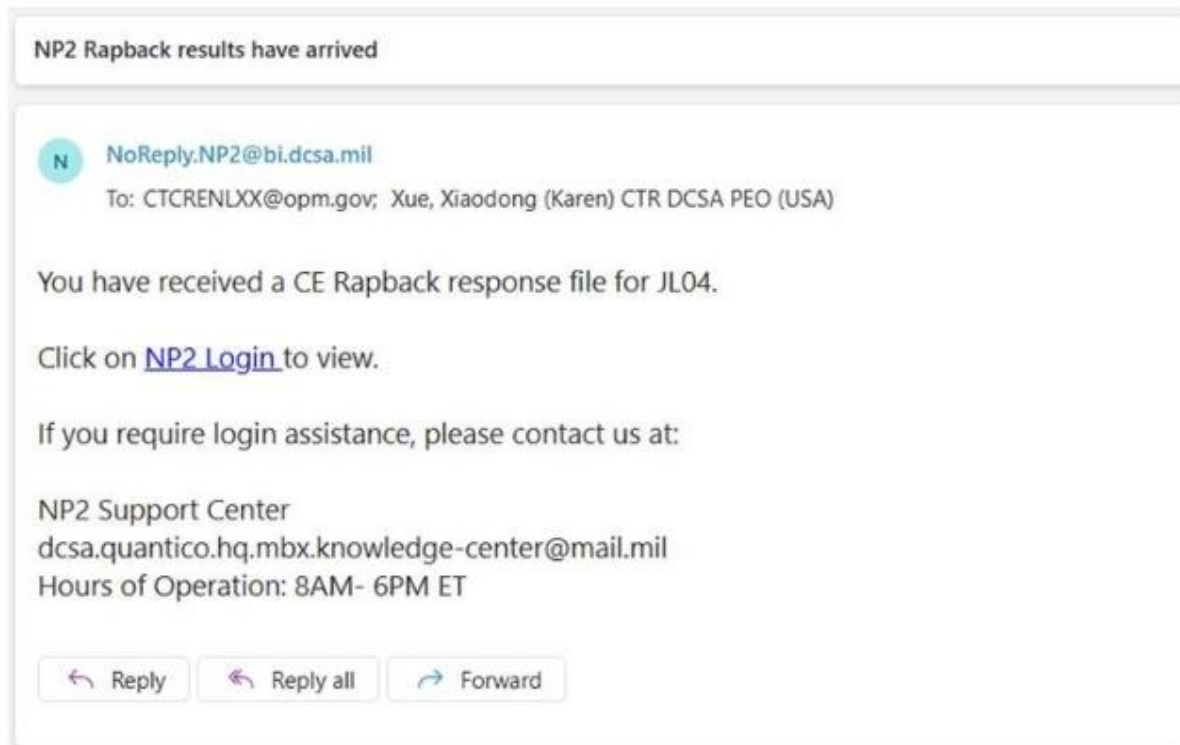 NP2 Rapback results have arrived
N
NoReply.NP2@bi.dcsa.mil
To: CTCRENLXX@opm.gov; Xue, Xiaodong (Karen) CTR DCSA PEO (USA)
You have received a CE Rapback response file for JL04.
Click on NP2 Login to view.
If you require login assistance, please contact us at:
NP2 Support Center
dcsa.quantico.hq.mbx.knowledge-center@mail.mil
Hours of Operation: 8AM- 6PM ET
Reply Reply all Forward